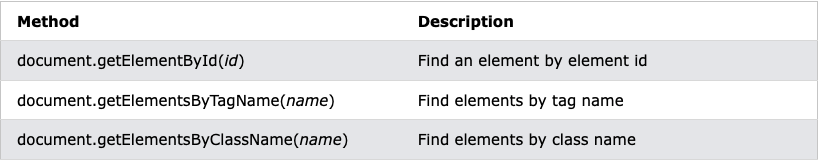 Method Description
document.getElementById(id) Find an element by element id
document.getElementsByTagName(name) Find elements by tag name
document.getElementsByClassName(name) Find elements by class name